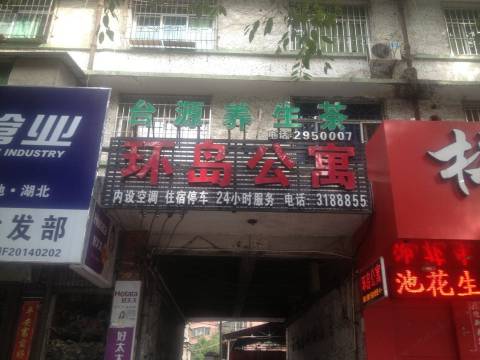 台源养生茶
电话:2950007
环岛公寓
内设空调 住宿停车 24小时服务 电话:3188855
INDUSTRY
湖北
发部
F20140202
池花生